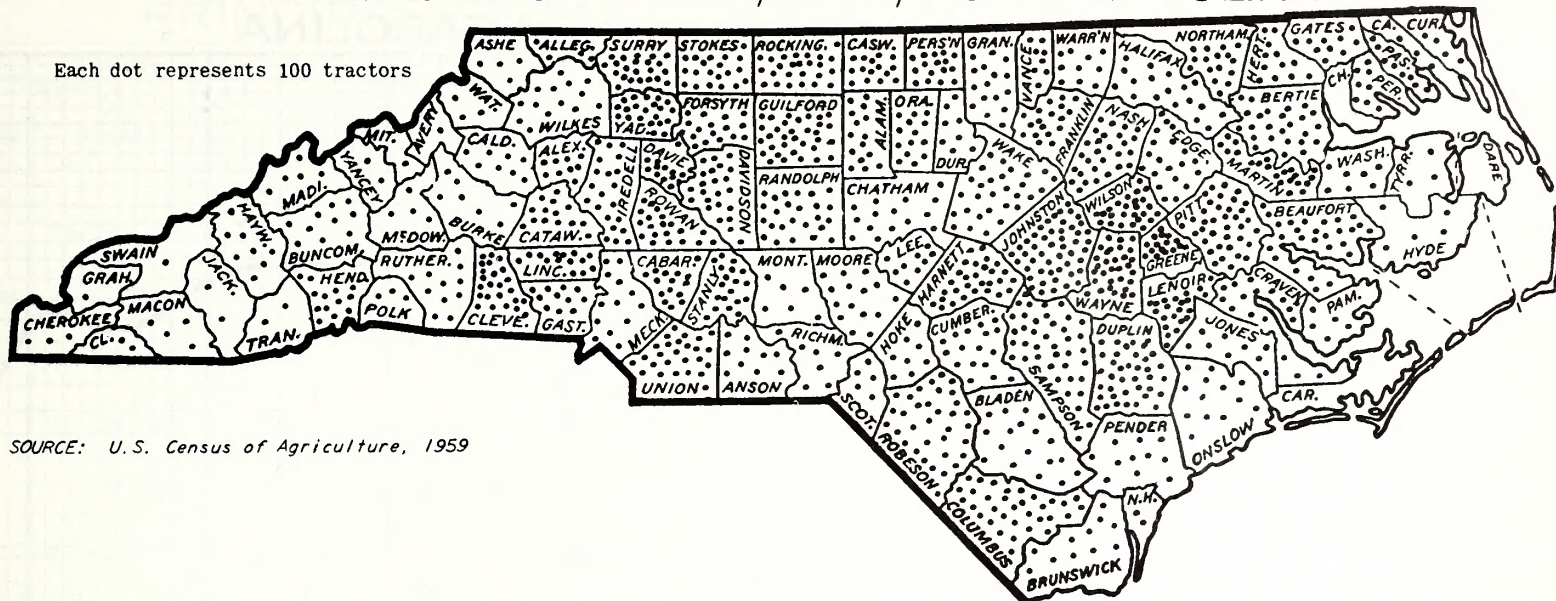 Each dot represents 100 tractors
ASHE ALLEG. SURRY STOKES ROCKING. CASW. PERS'N GRAN. VANCE WARR'N HALIFAX NORTHAM. HER. GATES CA. CUR.
PAS.
PER.
CH.
WAT. WILKES YAD. FORSYTH GUILFORD ALAM. ORA. DUR. FRANKLIN NASH BERTIE
MIT. AVERY CALD. ALEX. IREDELL DAVIE DAVIDSON WAKE EDGE. MARTIN WASH. TYRR. DARE
YANCEY
MADI. BURKE ROWAN RANDOLPH CHATHAM JOHNSTON WILSON PITT BEAUFORT
HAYW. BUNCOM. McDOW. CATAW. LEE HARNETT GREENE HYDE
SWAIN JACK. HEND. RUTHER. LINC. CABAR. STANLY MONT. MOORE WAYNE LENOIR CRAVEN PAM.
GRAH.
CHEROKEE MACON TRAN. POLK CLEVE. GAST. MECK. RICHM. HOKE CUMBER. DUPLIN JONES
CL. UNION ANSON SCOT. SAMPSON CAR.
ROBESON BLADEN PENDER ONSLOW
COLUMBUS N.H.
BRUNSWICK
SOURCE: U.S. Census of Agriculture, 1959